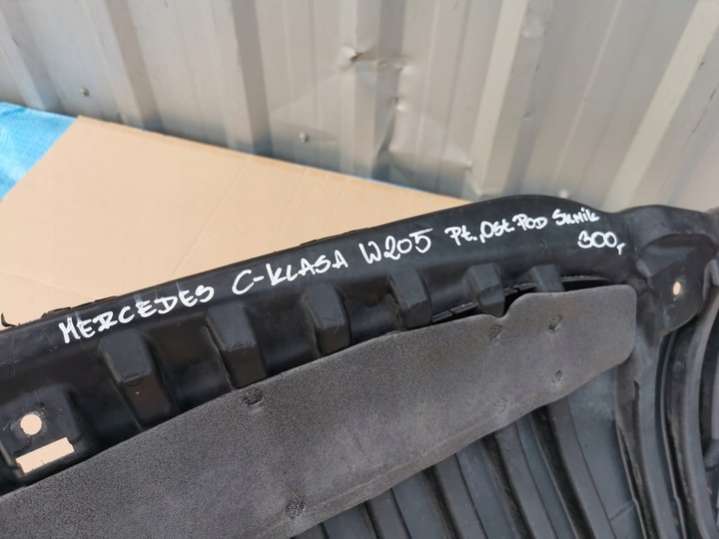 MERCEDES C-KLASA W205 Pł.,Osł. POD Silnik
300,-